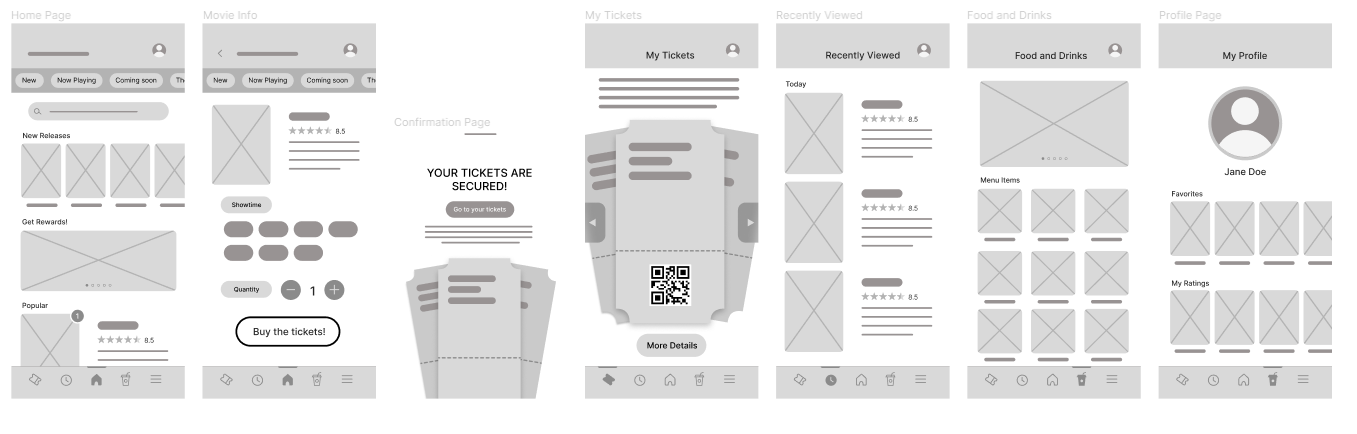 Home Page
New
Now Playing
Coming soon
Th
New Releases
Get Rewards!
Popular
1
8.5
Movie Info
New
Now Playing
Coming soon
Th
8.5
Showtime
Quantity
1
Buy the tickets!
Confirmation Page
YOUR TICKETS ARE
SECURED!
Go to your tickets
My Tickets
My Tickets
More Details
Recently Viewed
Recently Viewed
Today
8.5
8.5
8.5
Food and Drinks
Food and Drinks
Menu Items
Profile Page
My Profile
Jane Doe
Favorites
My Ratings